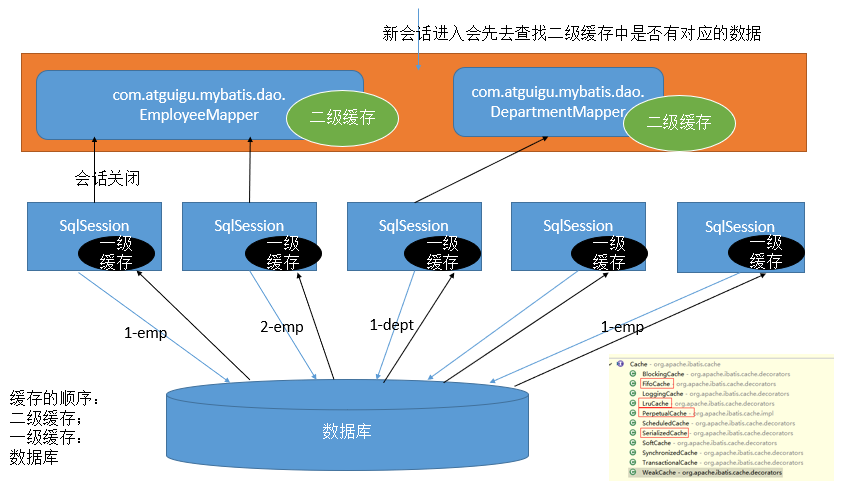 新会话进入会先去查找二级缓存中是否有对应的数据
com.atguigu.mybatis.dao.
EmployeeMapper
二级缓存
com.atguigu.mybatis.dao.
DepartmentMapper
二级缓存
会话关闭
SqlSession
一级
缓存
SqlSession
一级
缓存
SqlSession
一级
缓存
SqlSession
一级
缓存
SqlSession
一级
缓存
1-emp
2-emp
1-dept
1-emp
缓存的顺序：
二级缓存；
一级缓存：
数据库
数据库
Cache - org.apache.ibatis.cache
BlockingCache - org.apache.ibatis.cache.decorators
FifoCache - org.apache.ibatis.cache.decorators
LoggingCache - org.apache.ibatis.cache.decorators
LruCache - org.apache.ibatis.cache.decorators
PerpetualCache - org.apache.ibatis.cache.impl
ScheduledCache - org.apache.ibatis.cache.decorators
SerializedCache - org.apache.ibatis.cache.decorators
SoftCache - org.apache.ibatis.cache.decorators
SynchronizedCache - org.apache.ibatis.cache.decorators
TransactionalCache - org.apache.ibatis.cache.decorators
WeakCache - org.apache.ibatis.cache.decorators